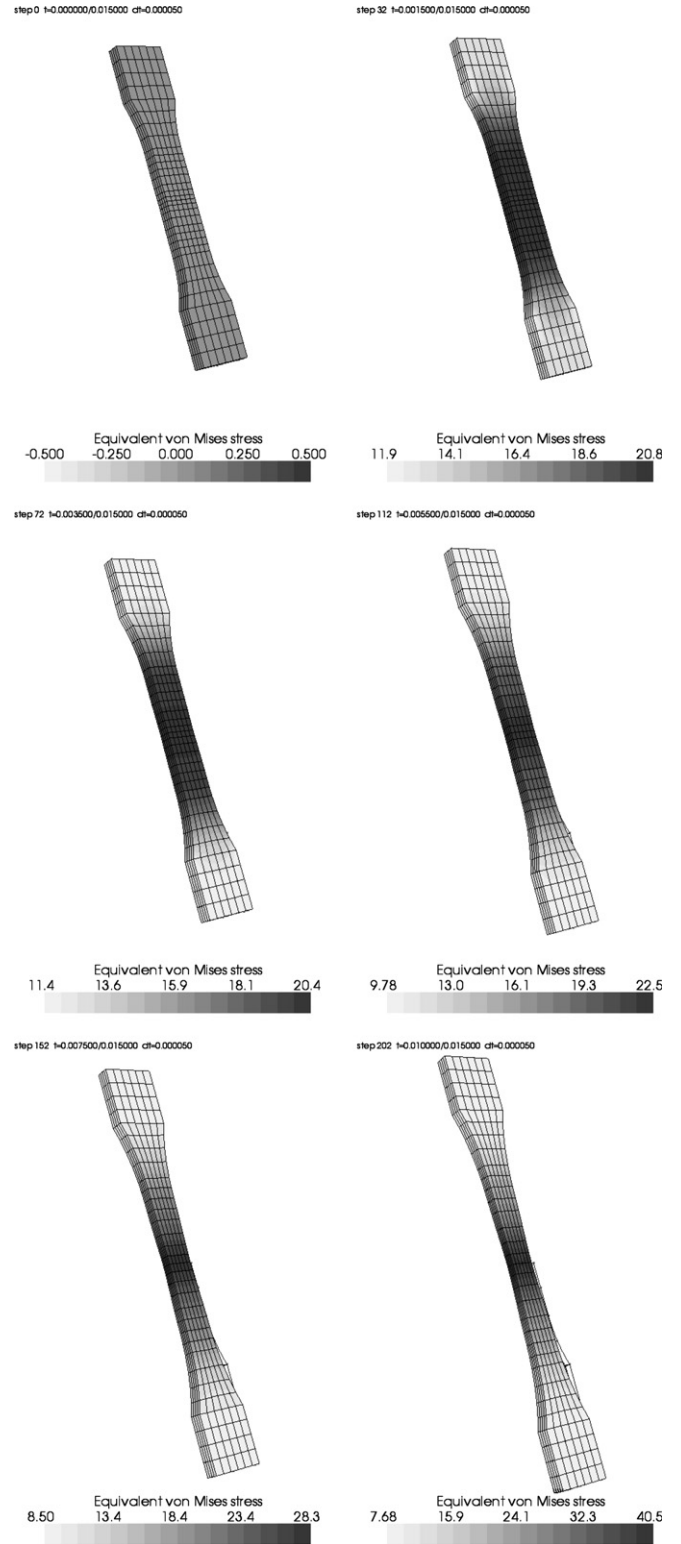 step 0 t=0.000000/0.015000 dt=0.000050
step 32 t=0.001500/0.015000 dt=0.000050
Equivalent von Mises stress
-0.500 -0.250 0.000 0.250 0.500
Equivalent von Mises stress
11.9 14.1 16.4 18.6 20.8
step 72 t=0.003500/0.015000 dt=0.000050
step 112 t=0.005500/0.015000 dt=0.000050
Equivalent von Mises stress
11.4 13.6 15.9 18.1 20.4
Equivalent von Mises stress
9.78 13.0 16.1 19.3 22.5
step 152 t=0.007500/0.015000 dt=0.000050
step 202 t=0.010000/0.015000 dt=0.000050
Equivalent von Mises stress
8.50 13.4 18.4 23.4 28.3
Equivalent von Mises stress
7.68 15.9 24.1 32.3 40.5